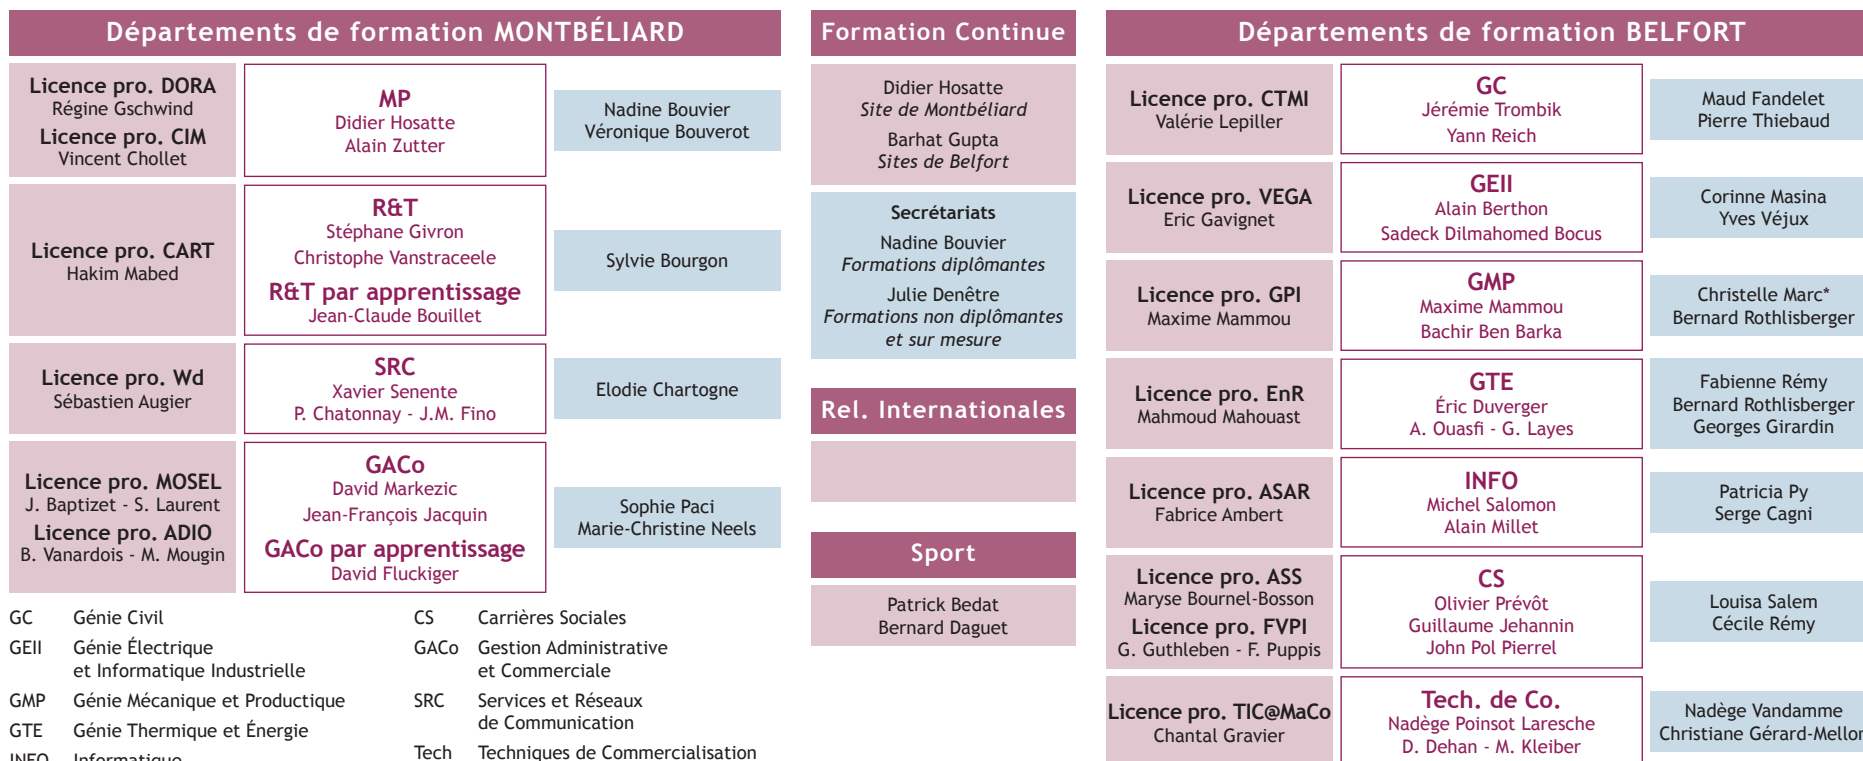 Départements de formation MONTBÉLIARD
Licence pro. DORA
Régine Gschwind
Licence pro. CIM
Vincent Chollet
MP
Didier Hosatte
Alain Zutter
Nadine Bouvier
Véronique Bouverot
Licence pro. CART
Hakim Mabed
R&T
Stéphane Givron
Christophe Vanstraceele
R&T par apprentissage
Jean-Claude Bouillet
Sylvie Bourgon
Licence pro. Wd
Sébastien Augier
SRC
Xavier Senente
P. Chatonnay - J.M. Fino
Elodie Chartogne
Licence pro. MOSEL
J. Baptizet - S. Laurent
Licence pro. ADIO
B. Vanardois - M. Mougin
GACo
David Markezic
Jean-François Jacquin
GACo par apprentissage
David Fluckiger
Sophie Paci
Marie-Christine Neels
GC Génie Civil
GEII Génie Électrique
et Informatique Industrielle
GMP Génie Mécanique et Productique
GTE Génie Thermique et Énergie
INFO Informatique
CS Carrières Sociales
GACo Gestion Administrative
et Commerciale
SRC Services et Réseaux
de Communication
Tech Techniques de Commercialisation
Formation Continue
Didier Hosatte
Site de Montbéliard
Barhat Gupta
Sites de Belfort
Secrétariats
Nadine Bouvier
Formations diplômantes
Julie Denêtre
Formations non diplômantes
et sur mesure
Rel. Internationales
Sport
Patrick Bedat
Bernard Daguet
Départements de formation BELFORT
Licence pro. CTMI
Valérie Lepiller
GC
Jérémie Trombik
Yann Reich
Maud Fandelet
Pierre Thiebaud
Licence pro. VEGA
Eric Gavignet
GEII
Alain Berthon
Sadeck Dilmahomed Bocus
Corinne Masina
Yves Véjux
Licence pro. GPI
Maxime Mammou
GMP
Maxime Mammou
Bachir Ben Barka
Christelle Marc*
Bernard Rothlisberger
Licence pro. EnR
Mahmoud Mahouast
GTE
Éric Duverger
A. Ouasfi - G. Layes
Fabienne Rémy
Bernard Rothlisberger
Georges Girardin
Licence pro. ASAR
Fabrice Ambert
INFO
Michel Salomon
Alain Millet
Patricia Py
Serge Cagni
Licence pro. ASS
Maryse Bournel-Bosson
Licence pro. FVPI
G. Guthleben - F. Puppis
CS
Olivier Prévôt
Guillaume Jehannin
John Pol Pierrel
Louisa Salem
Cécile Rémy
Licence pro. TIC@MaCo
Chantal Gravier
Tech. de Co.
Nadège Poinsot Laresche
D. Dehan - M. Kleiber
Nadège Vandamme
Christiane Gérard-Mellon